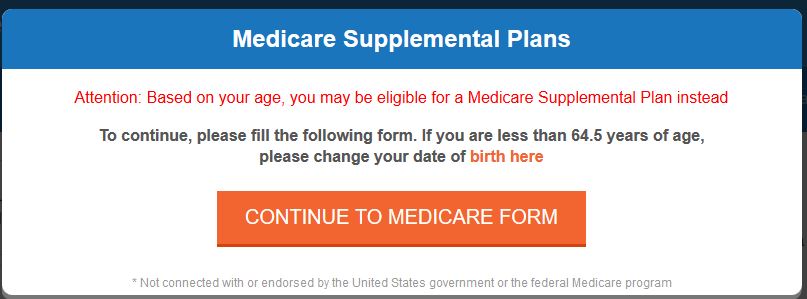 Medicare Supplemental Plans
Attention: Based on your age, you may be eligible for a Medicare Supplemental Plan instead
To continue, please fill the following form. If you are less than 64.5 years of age,
please change your date of birth here
CONTINUE TO MEDICARE FORM
* Not connected with or endorsed by the United States government or the federal Medicare program